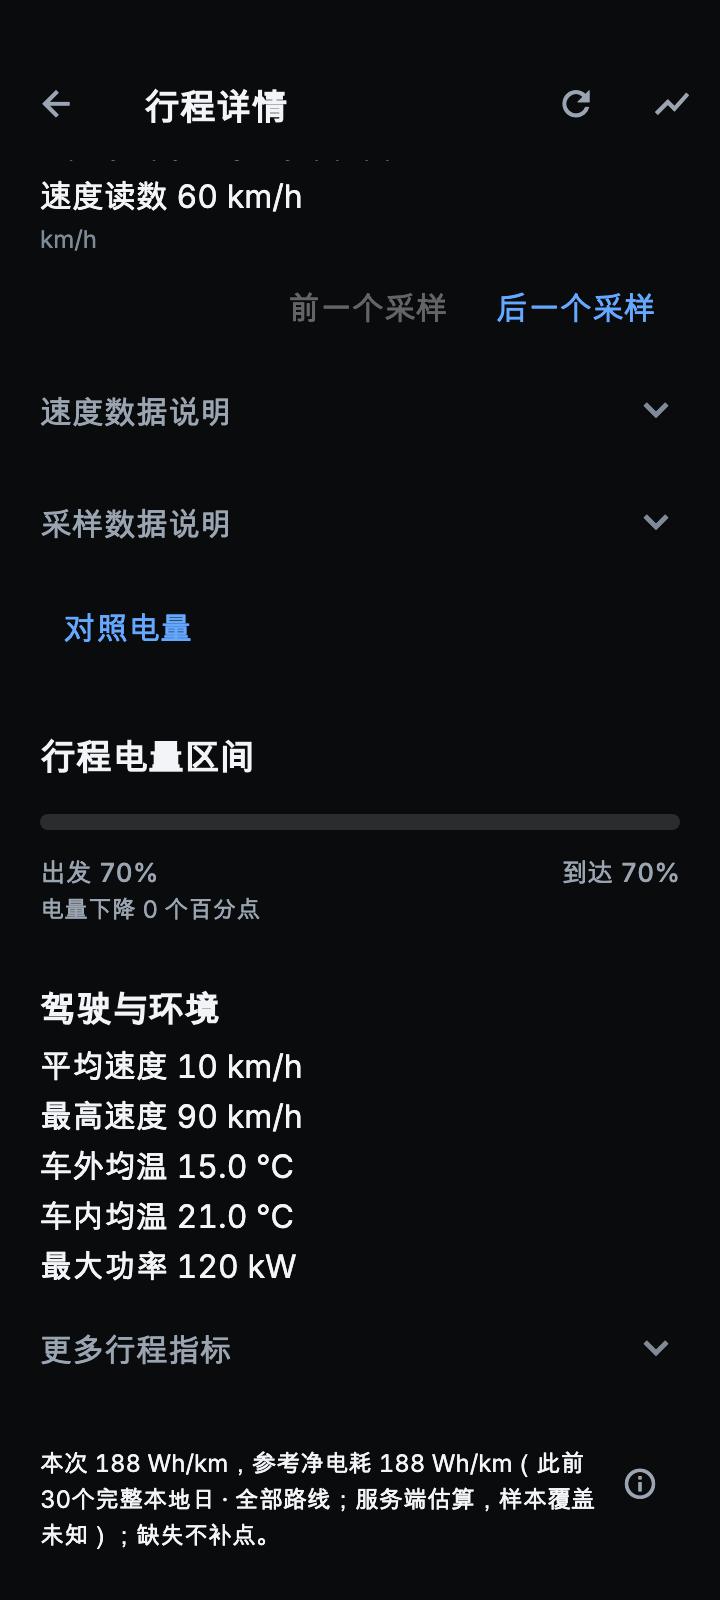 行程详情
速度读数 60 km/h
km/h
前一个采样 后一个采样
速度数据说明
采样数据说明
对照电量
行程电量区间
出发 70% 到达 70%
电量下降 0 个百分点
驾驶与环境
平均速度 10 km/h
最高速度 90 km/h
车外均温 15.0 °C
车内均温 21.0 °C
最大功率 120 kW
更多行程指标
本次 188 Wh/km，参考净电耗 188 Wh/km（此前
30个完整本地日 · 全部路线；服务端估算，样本覆盖
未知）；缺失不补点。